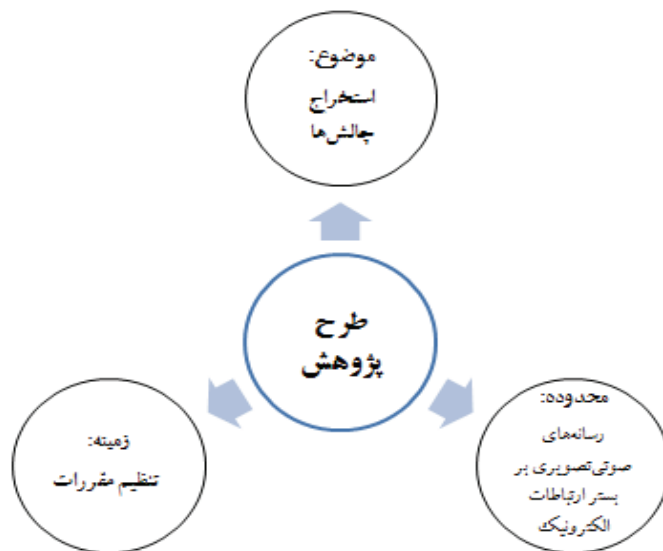 موضوع:
استخراج
چالش‌ها
طرح
پژوهش
زمینه:
تنظیم مقررات
محدوده:
رسانه‌های
صوتی‌تصویری بر
بستر ارتباطات
الکترونیک